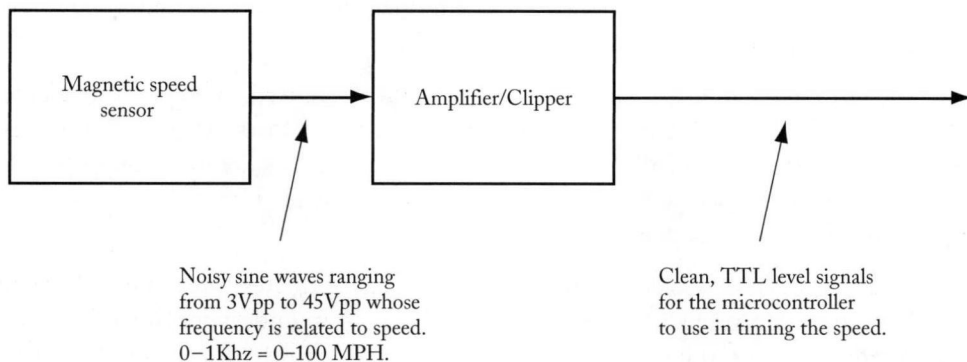 Magnetic speed
sensor
Amplifier/Clipper
Noisy sine waves ranging
from 3Vpp to 45Vpp whose
frequency is related to speed.
0–1Khz = 0–100 MPH.
Clean, TTL level signals
for the microcontroller
to use in timing the speed.